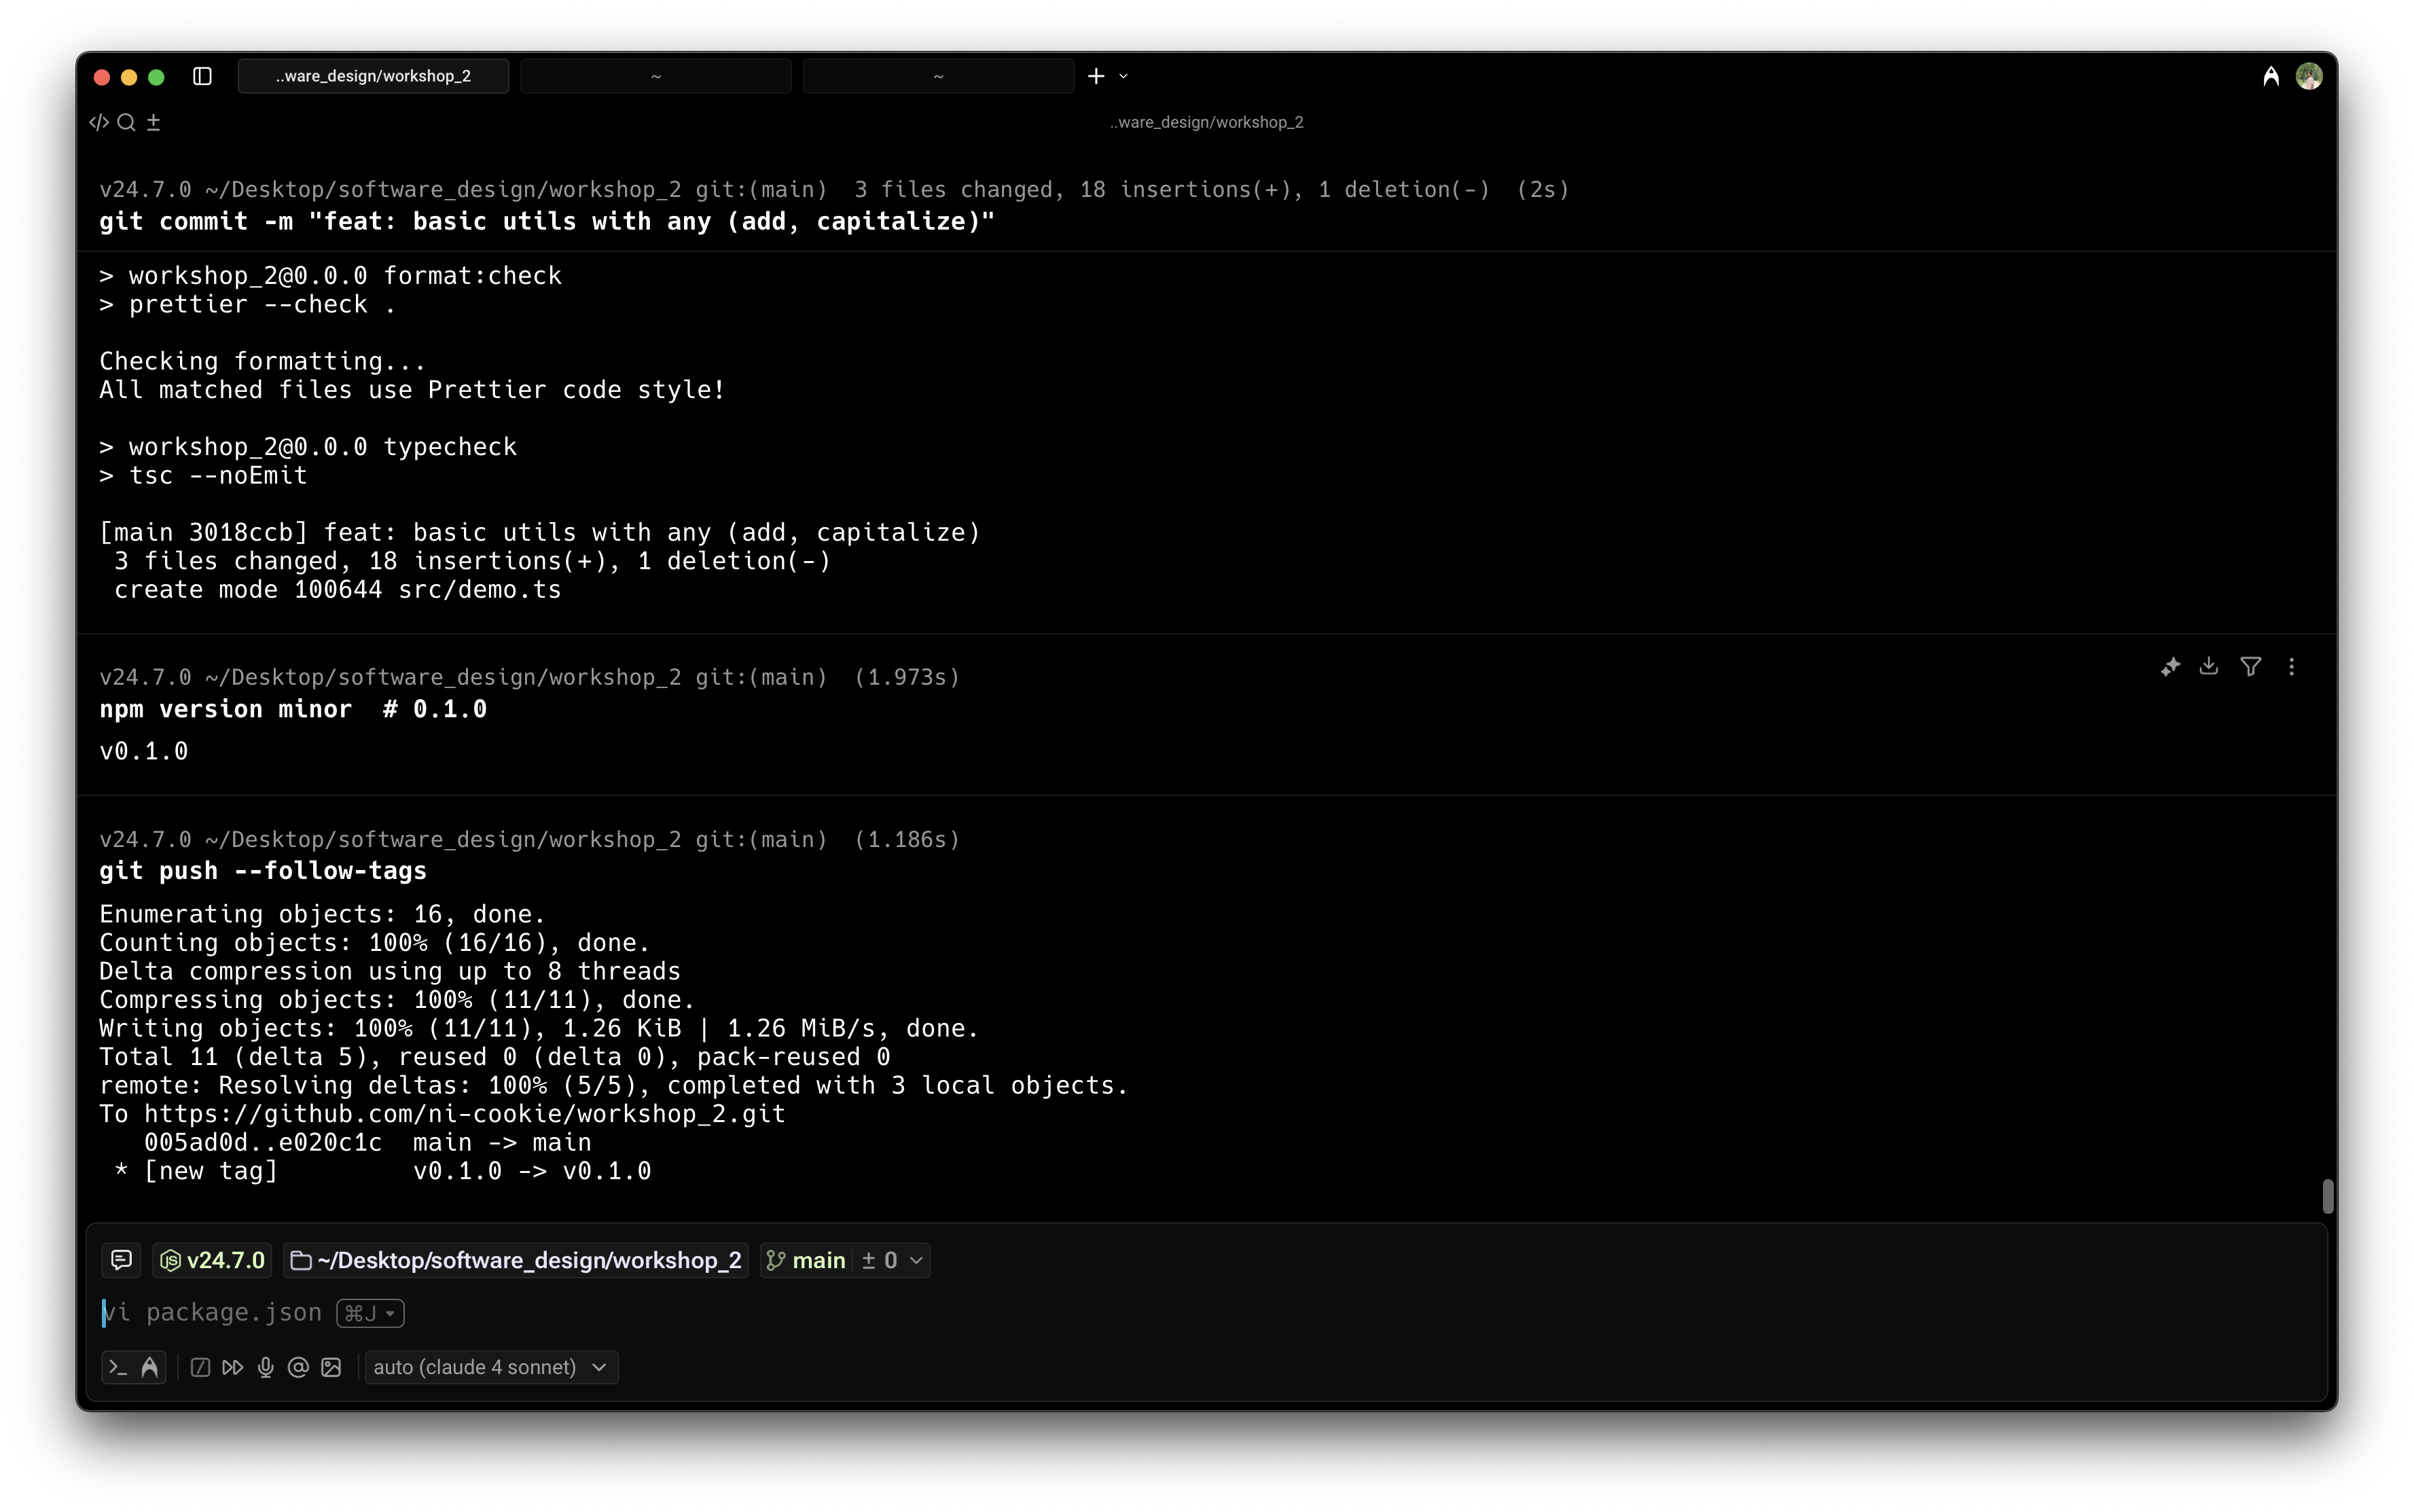 ..ware_design/workshop_2
~
~
..ware_design/workshop_2
v24.7.0 ~/Desktop/software_design/workshop_2 git:(main)  3 files changed, 18 insertions(+), 1 deletion(-)  (2s)
git commit -m "feat: basic utils with any (add, capitalize)"
> workshop_2@0.0.0 format:check
> prettier --check .
Checking formatting...
All matched files use Prettier code style!
> workshop_2@0.0.0 typecheck
> tsc --noEmit
[main 3018ccb] feat: basic utils with any (add, capitalize)
 3 files changed, 18 insertions(+), 1 deletion(-)
 create mode 100644 src/demo.ts
v24.7.0 ~/Desktop/software_design/workshop_2 git:(main)  (1.973s)
npm version minor  # 0.1.0
v0.1.0
v24.7.0 ~/Desktop/software_design/workshop_2 git:(main)  (1.186s)
git push --follow-tags
Enumerating objects: 16, done.
Counting objects: 100% (16/16), done.
Delta compression using up to 8 threads
Compressing objects: 100% (11/11), done.
Writing objects: 100% (11/11), 1.26 KiB | 1.26 MiB/s, done.
Total 11 (delta 5), reused 0 (delta 0), pack-reused 0
remote: Resolving deltas: 100% (5/5), completed with 3 local objects.
To https://github.com/ni-cookie/workshop_2.git
   005ad0d..e020c1c  main -> main
 * [new tag]         v0.1.0 -> v0.1.0
v24.7.0 ~/Desktop/software_design/workshop_2 main ± 0
vi package.json ⌘J
auto (claude 4 sonnet)